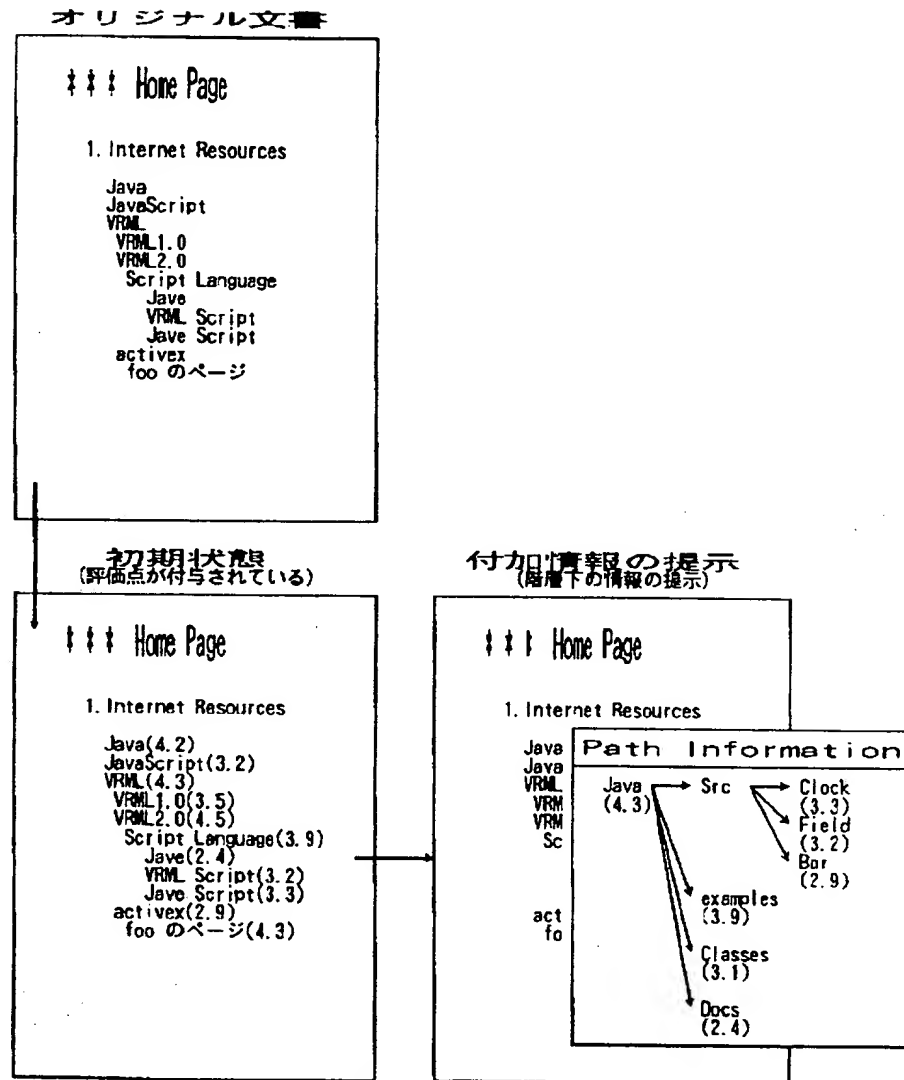 オリジナル文書
*** Home Page
1. Internet Resources
Java
JavaScript
VRML
VRML1.0
VRML2.0
Script Language
Jave
VRML Script
Jave Script
activex
foo のページ
初期状態
(評価点が付与されている)
*** Home Page
1. Internet Resources
Java(4.2)
JavaScript(3.2)
VRML(4.3)
VRML1.0(3.5)
VRML2.0(4.5)
Script Language(3.9)
Jave(2.4)
VRML Script(3.2)
Jave Script(3.3)
activex(2.9)
foo のページ(4.3)
付加情報の提示
(階層下の情報の提示)
*** Home Page
1. Internet Resources
Java
Java
VRML
VRM
VRM
Sc
act
fo
Path Information
Java
(4.3)
Src
Clock
(3.3)
Field
(3.2)
Bar
(2.9)
examples
(3.9)
Classes
(3.1)
Docs
(2.4)